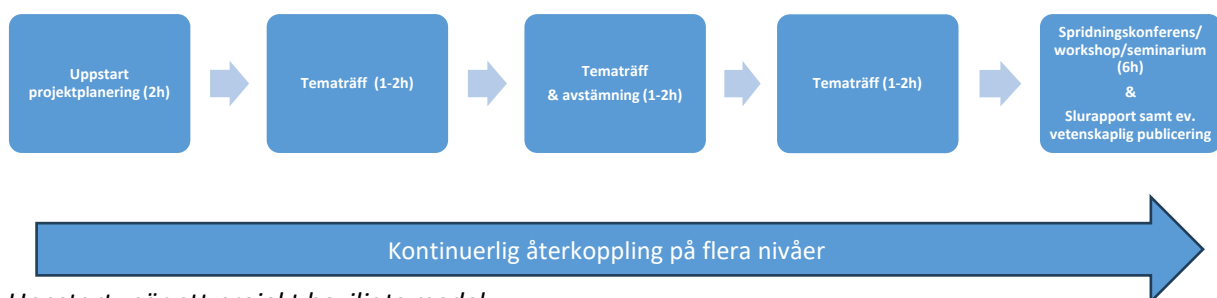 Uppstart
projektplanering (2h)
Tematräff (1-2h)
Tematräff
& avstämning (1-2h)
Tematräff (1-2h)
Spridningskonferens/
workshop/seminarium
(6h)
&
Slurapport samt ev.
vetenskaplig publicering
Kontinuerlig återkoppling på flera nivåer